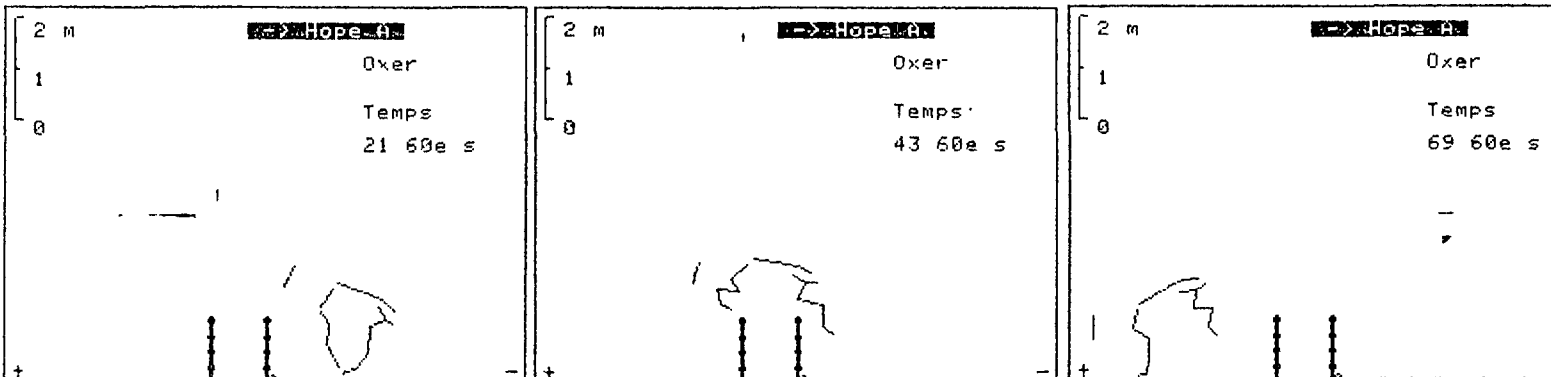 2 m -> Hope.A.
Oxer
1
Temps
0
21 60e s
+ -
2 m -> Hope.A.
Oxer
1
Temps
0
43 60e s
+ -
2 m -> Hope.A.
Oxer
1
Temps
0
69 60e s
+